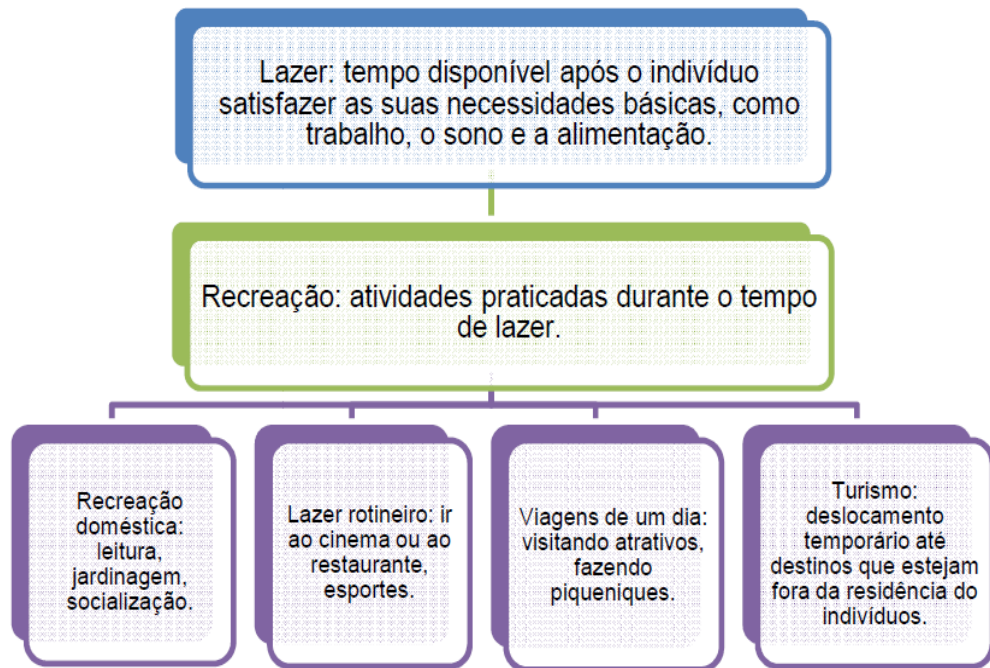 Lazer: tempo disponível após o indivíduo
satisfazer as suas necessidades básicas, como
trabalho, o sono e a alimentação.
Recreação: atividades praticadas durante o tempo
de lazer.
Recreação
doméstica:
leitura,
jardinagem,
socialização.
Lazer rotineiro: ir
ao cinema ou ao
restaurante,
esportes.
Viagens de um dia:
visitando atrativos,
fazendo
piqueniques.
Turismo:
deslocamento
temporário até
destinos que estejam
fora da residência do
indivíduos.